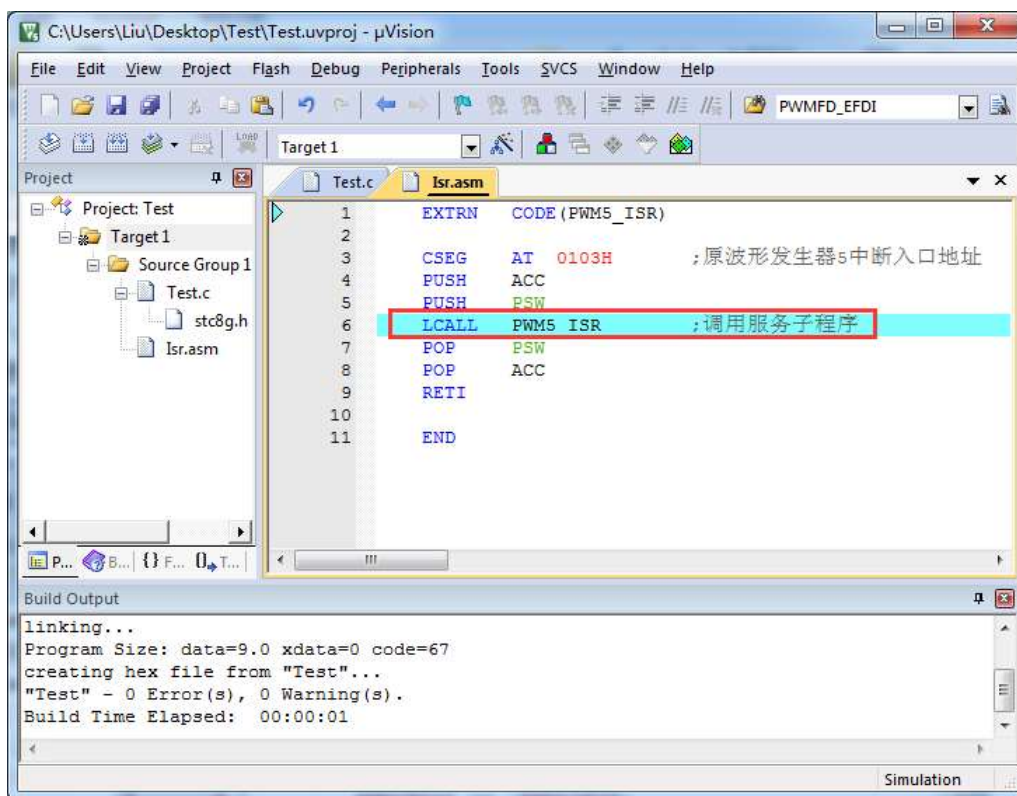 C:\Users\Liu\Desktop\Test\Test.uvproj - µVision
File Edit View Project Flash Debug Peripherals Tools SVCS Window Help
PWMFD_EFDI
LOAD Target 1
Project
Test.c Isr.asm
Project: Test
Target 1
Source Group 1
Test.c
stc8g.h
Isr.asm
1 EXTRN CODE(PWM5_ISR)
2
3 CSEG AT 0103H ;原波形发生器5中断入口地址
4 PUSH ACC
5 PUSH PSW
6 LCALL PWM5_ISR ;调用服务子程序
7 POP PSW
8 POP ACC
9 RETI
10
11 END
P... B... {} F... 0→ T...
Build Output
linking...
Program Size: data=9.0 xdata=0 code=67
creating hex file from "Test"...
"Test" - 0 Error(s), 0 Warning(s).
Build Time Elapsed: 00:00:01
Simulation